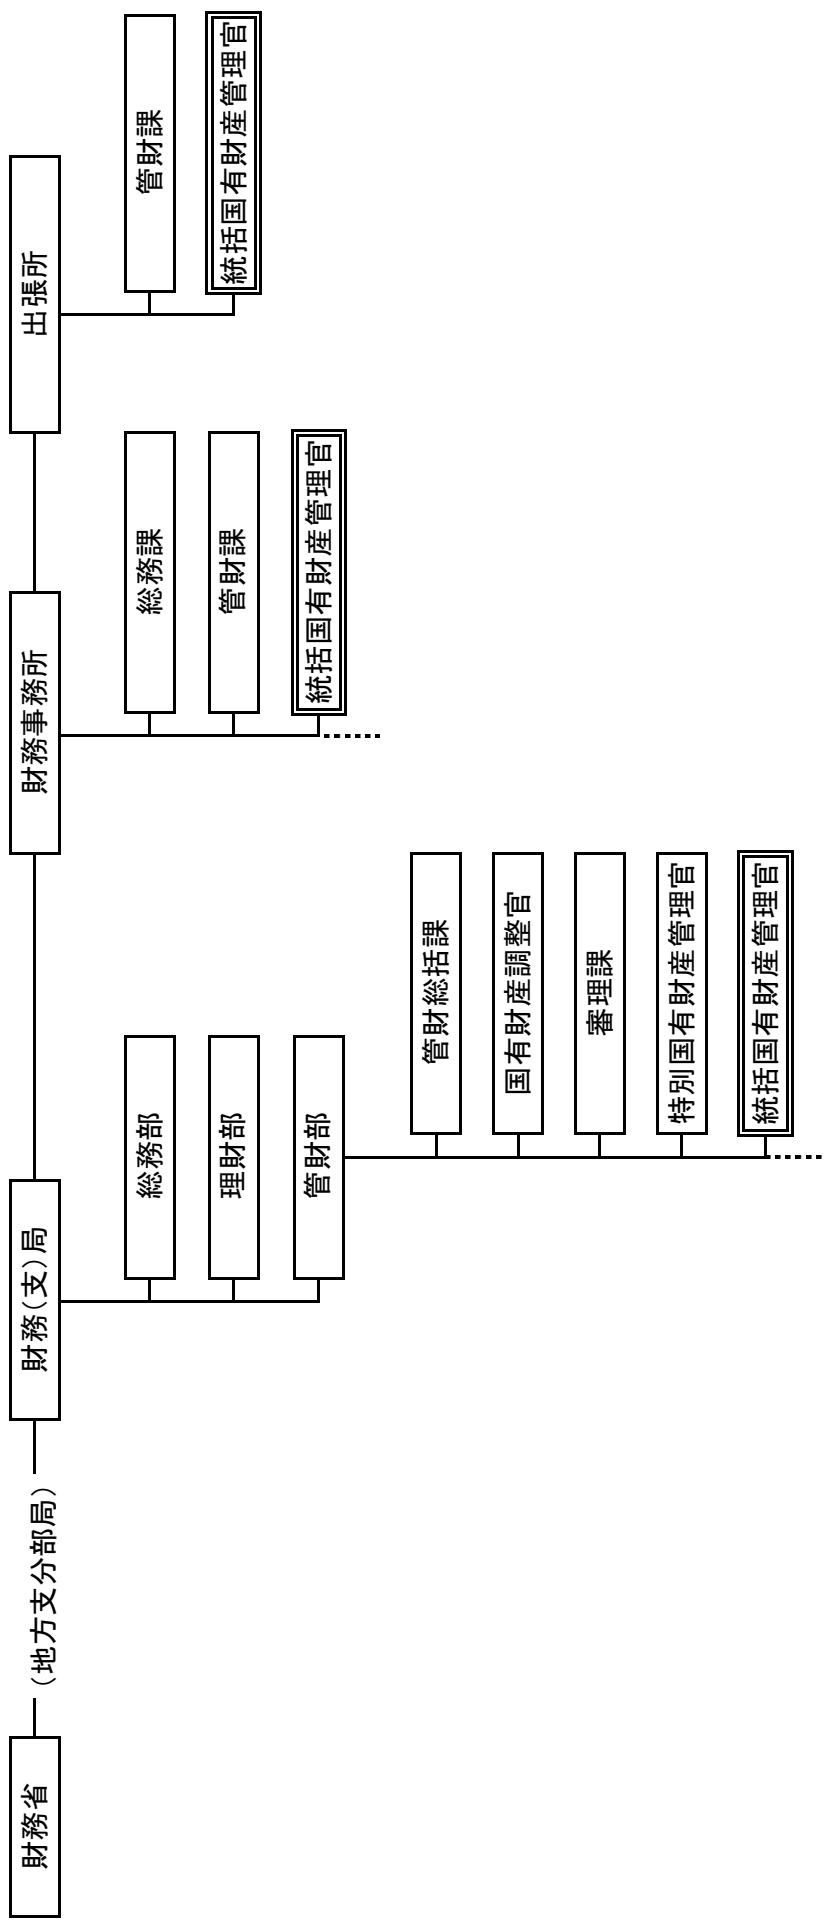 財務省
（地方支分部局）
財務（支）局
財務事務所
出張所
総務部
理財部
管財部
管財総括課
国有財産調整官
審理課
特別国有財産管理官
統括国有財産管理官
総務課
管財課
統括国有財産管理官
管財課
統括国有財産管理官